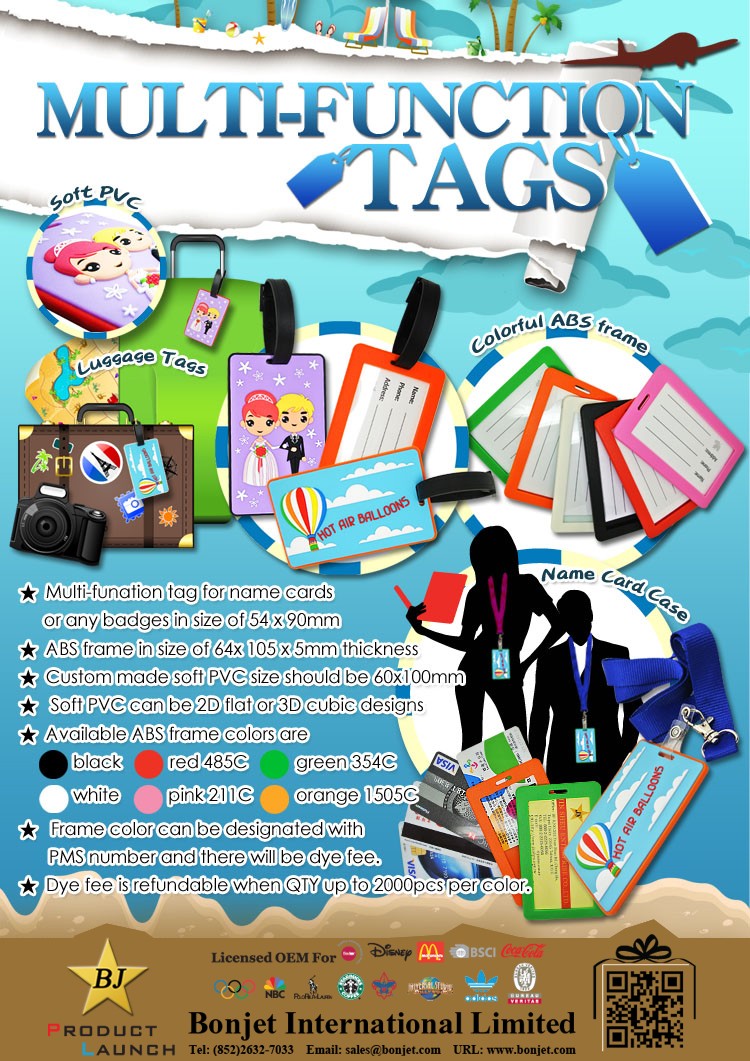 MULTI-FUNCTION
TAGS
Soft PVC
Luggage Tags
Colorful ABS frame
Name:
Phone:
Address:
HOT AIR BALLOONS
Name Card Case
★ Multi-funation tag for name cards
or any badges in size of 54 x 90mm
★ ABS frame in size of 64x 105 x 5mm thickness
★ Custom made soft PVC size should be 60x100mm
★ Soft PVC can be 2D flat or 3D cubic designs
★ Available ABS frame colors are
black red 485C green 354C
white pink 211C orange 1505C
★ Frame color can be designated with
PMS number and there will be dye fee.
★ Dye fee is refundable when QTY up to 2000pcs per color.
VISA
VISA
HOT AIR BALLOONS
BJ
PRODUCT
LAUNCH
Licensed OEM For
Disney
BSCI
Coca-Cola
NBC
UNIVERSAL STUDIOS
adidas
BUREAU
VERITAS
Bonjet International Limited
Tel: (852)2632-7033 Email: sales@bonjet.com URL: www.bonjet.com